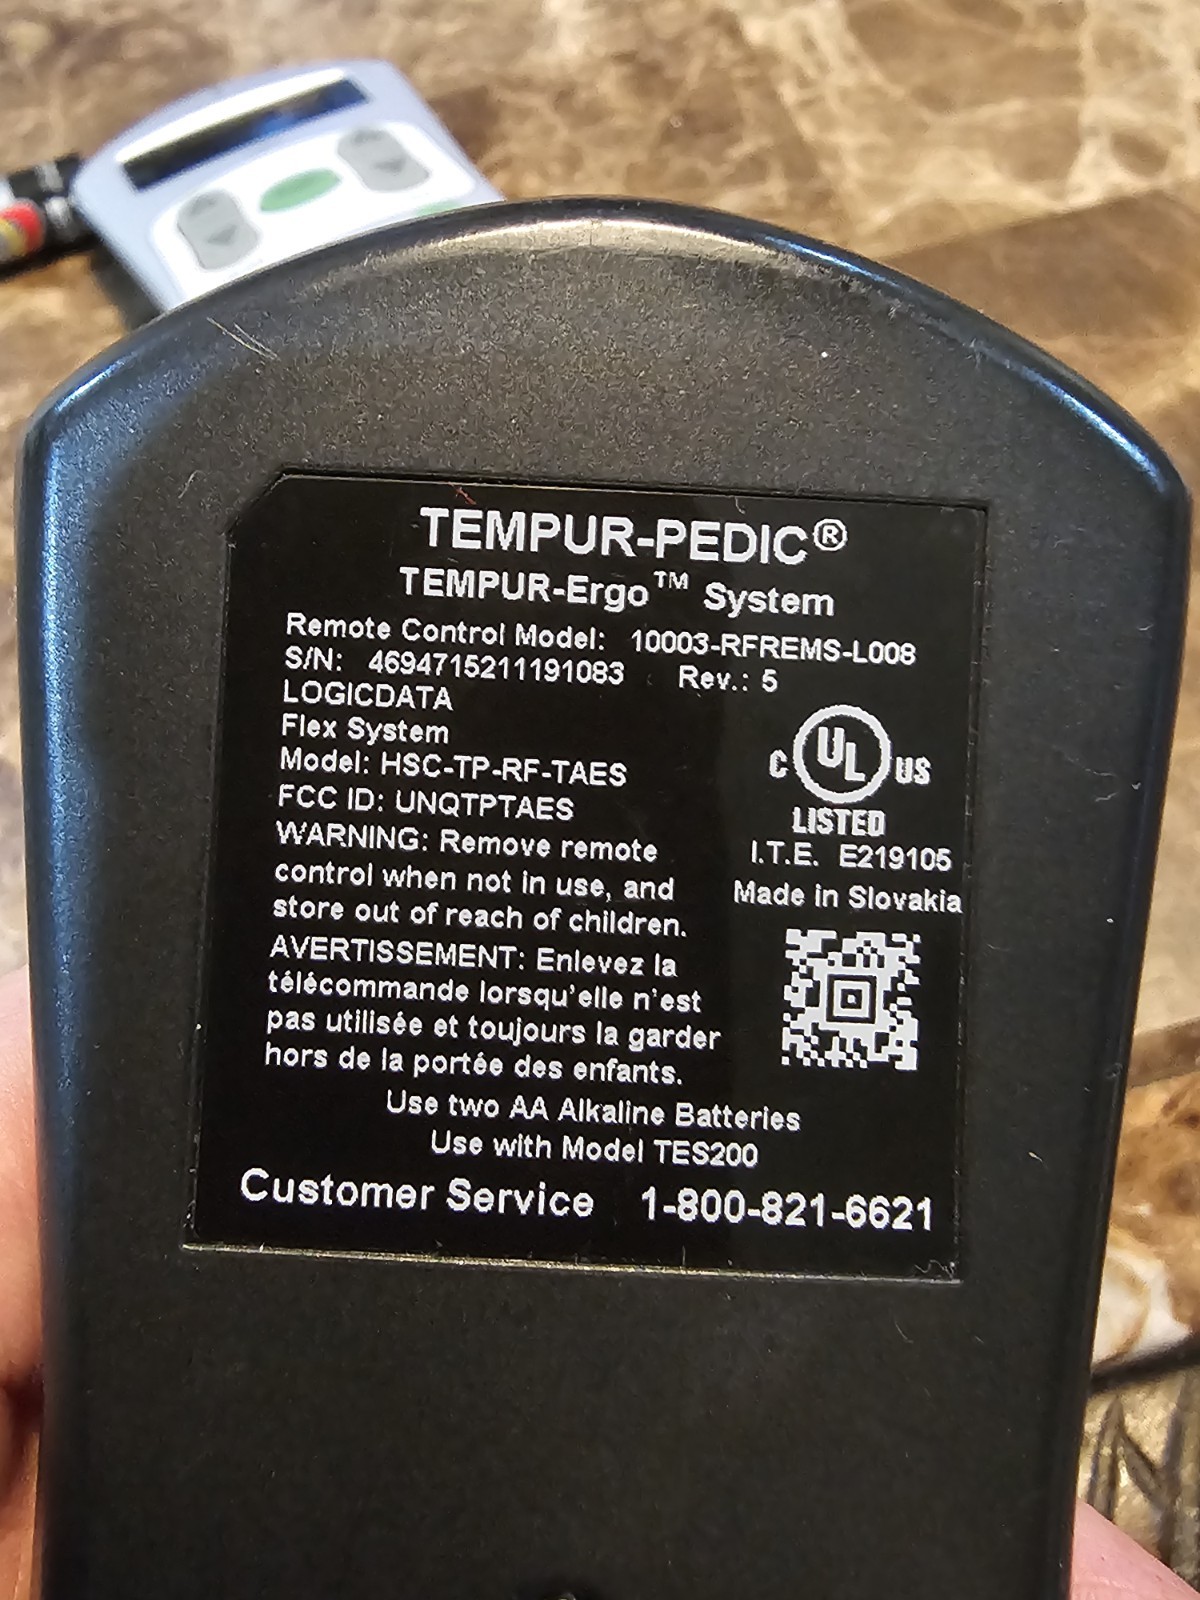 TEMPUR-PEDIC®
TEMPUR-Ergo™ System
Remote Control Model: 10003-RFREMS-L008
S/N: 4694715211191083 Rev.: 5
LOGICDATA
Flex System
Model: HSC-TP-RF-TAES
FCC ID: UNQTPTAES
C UL US
LISTED
I.T.E. E219105
Made in Slovakia
WARNING: Remove remote
control when not in use, and
store out of reach of children.
AVERTISSEMENT: Enlevez la
télécommande lorsqu'elle n'est
pas utilisée et toujours la garder
hors de la portée des enfants.
Use two AA Alkaline Batteries
Use with Model TES200
Customer Service 1-800-821-6621